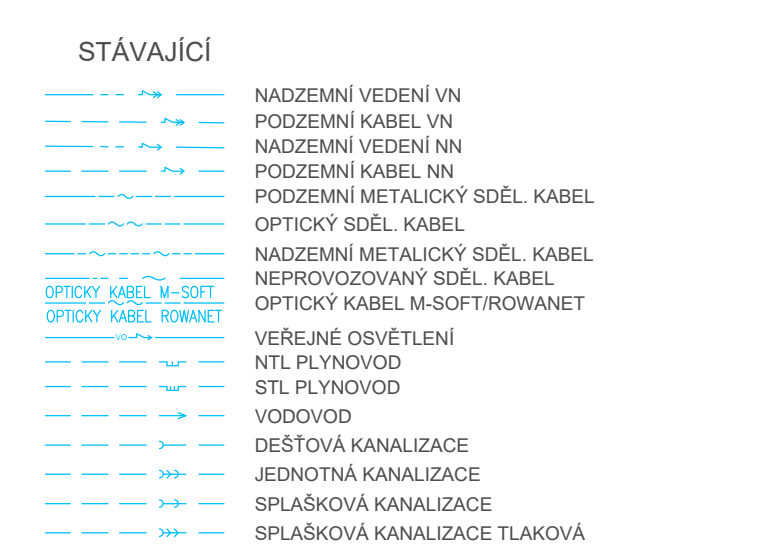 STÁVAJÍCÍ
NADZEMNÍ VEDENÍ VN
PODZEMNÍ KABEL VN
NADZEMNÍ VEDENÍ NN
PODZEMNÍ KABEL NN
PODZEMNÍ METALICKÝ SDĚL. KABEL
OPTICKÝ SDĚL. KABEL
NADZEMNÍ METALICKÝ SDĚL. KABEL
NEPROVOZOVANÝ SDĚL. KABEL
OPTICKY KABEL M-SOFT
OPTICKÝ KABEL M-SOFT/ROWANET
OPTICKY KABEL ROWANET
VO
VEŘEJNÉ OSVĚTLENÍ
NTL PLYNOVOD
STL PLYNOVOD
VODOVOD
DEŠŤOVÁ KANALIZACE
JEDNOTNÁ KANALIZACE
SPLAŠKOVÁ KANALIZACE
SPLAŠKOVÁ KANALIZACE TLAKOVÁ